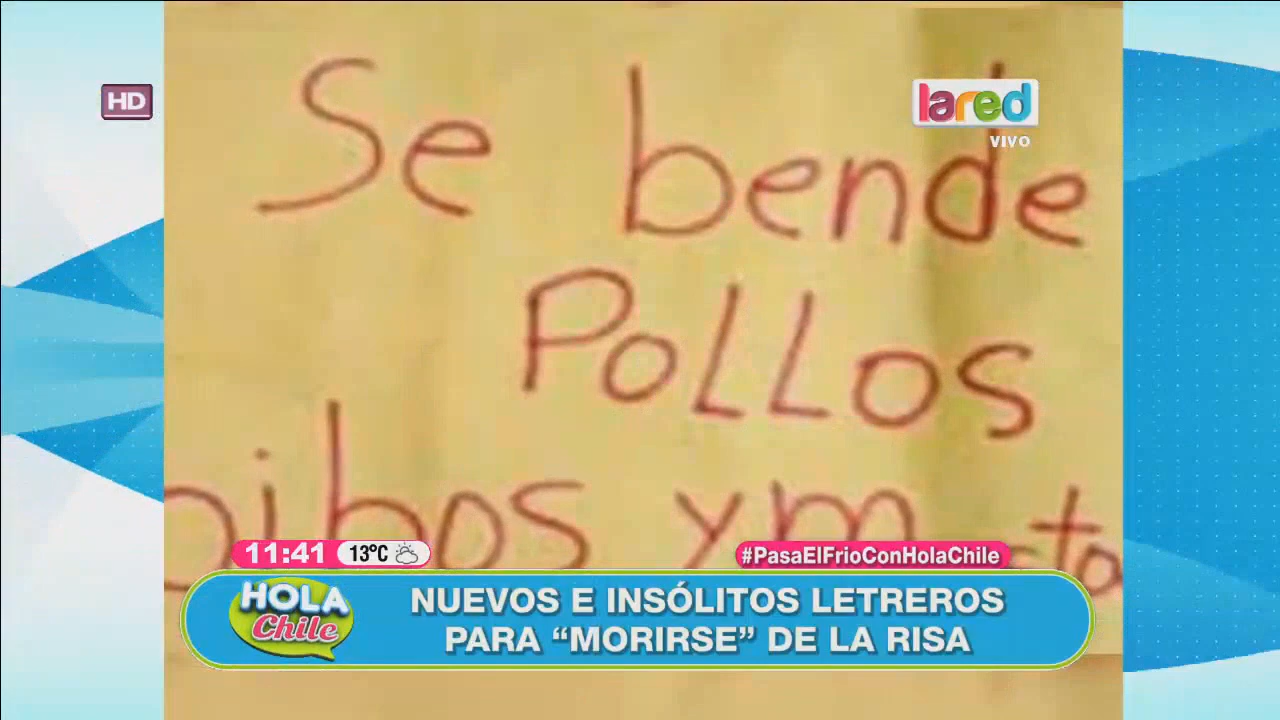 HD
lared
VIVO
Se bende
POLLOS
bibos y
11:41 13°C
#PasaElFrioConHolaChile
HOLA
Chile
NUEVOS E INSÓLITOS LETREROS
PARA “MORIRSE” DE LA RISA